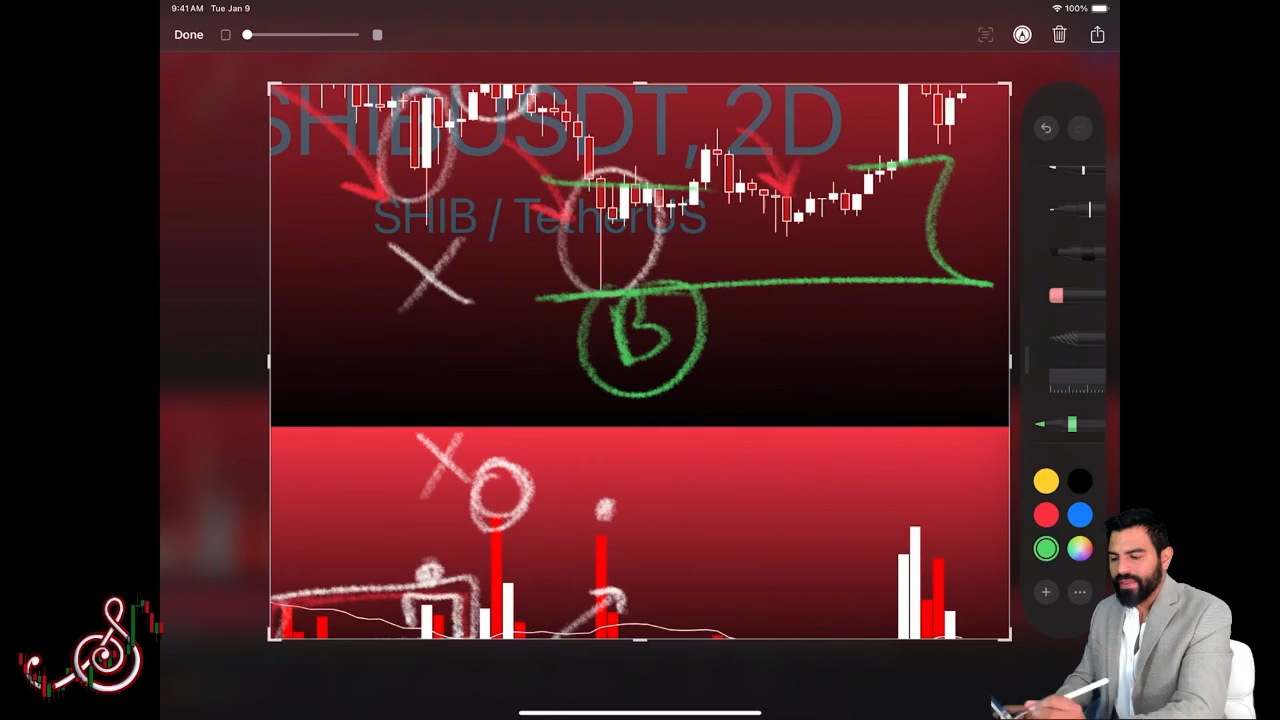 9:41 AM Tue Jan 9
100%
Done
SHIBUSDT, 2D
SHIB / TetherUS
X
B
X